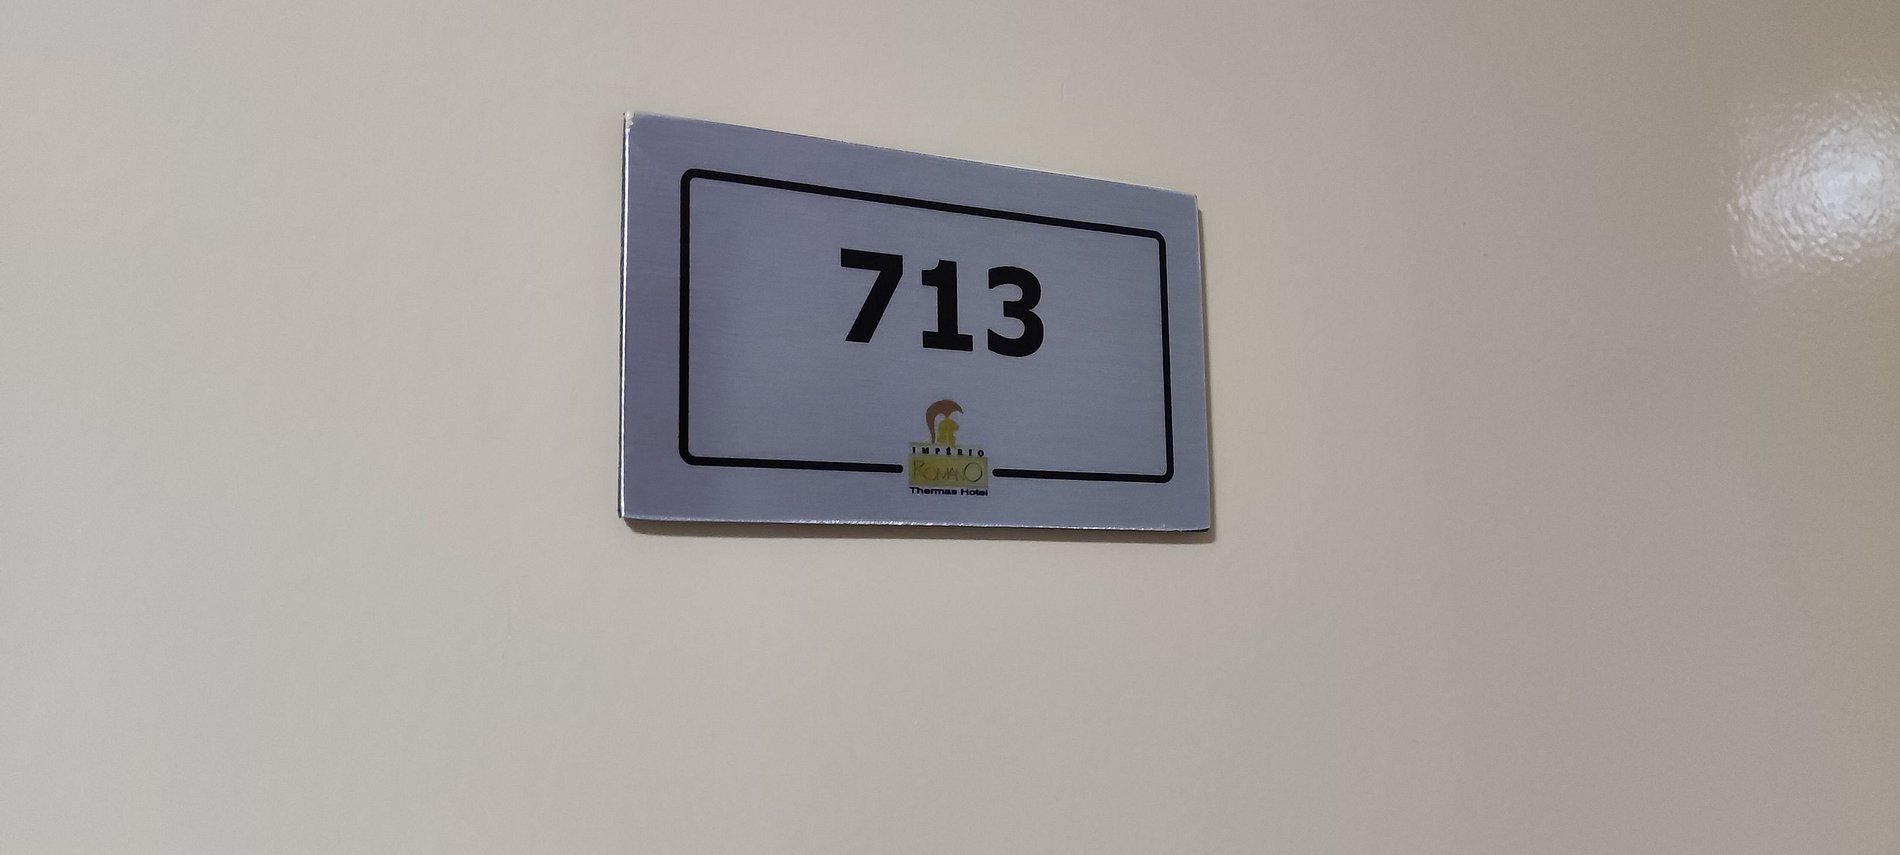 713
IMPÉRIO
ROMANO
Thermas Hotel